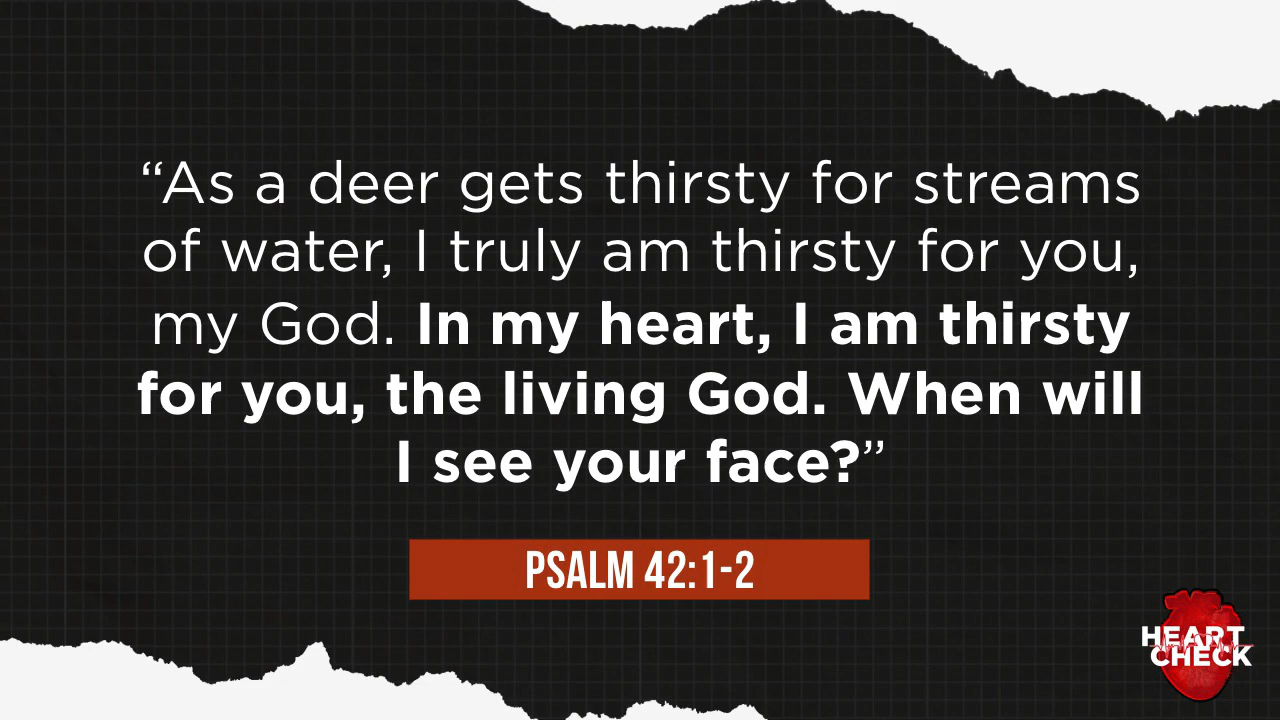 “As a deer gets thirsty for streams
of water, I truly am thirsty for you,
my God. In my heart, I am thirsty
for you, the living God. When will
I see your face?”
PSALM 42:1-2
HEART
CHECK